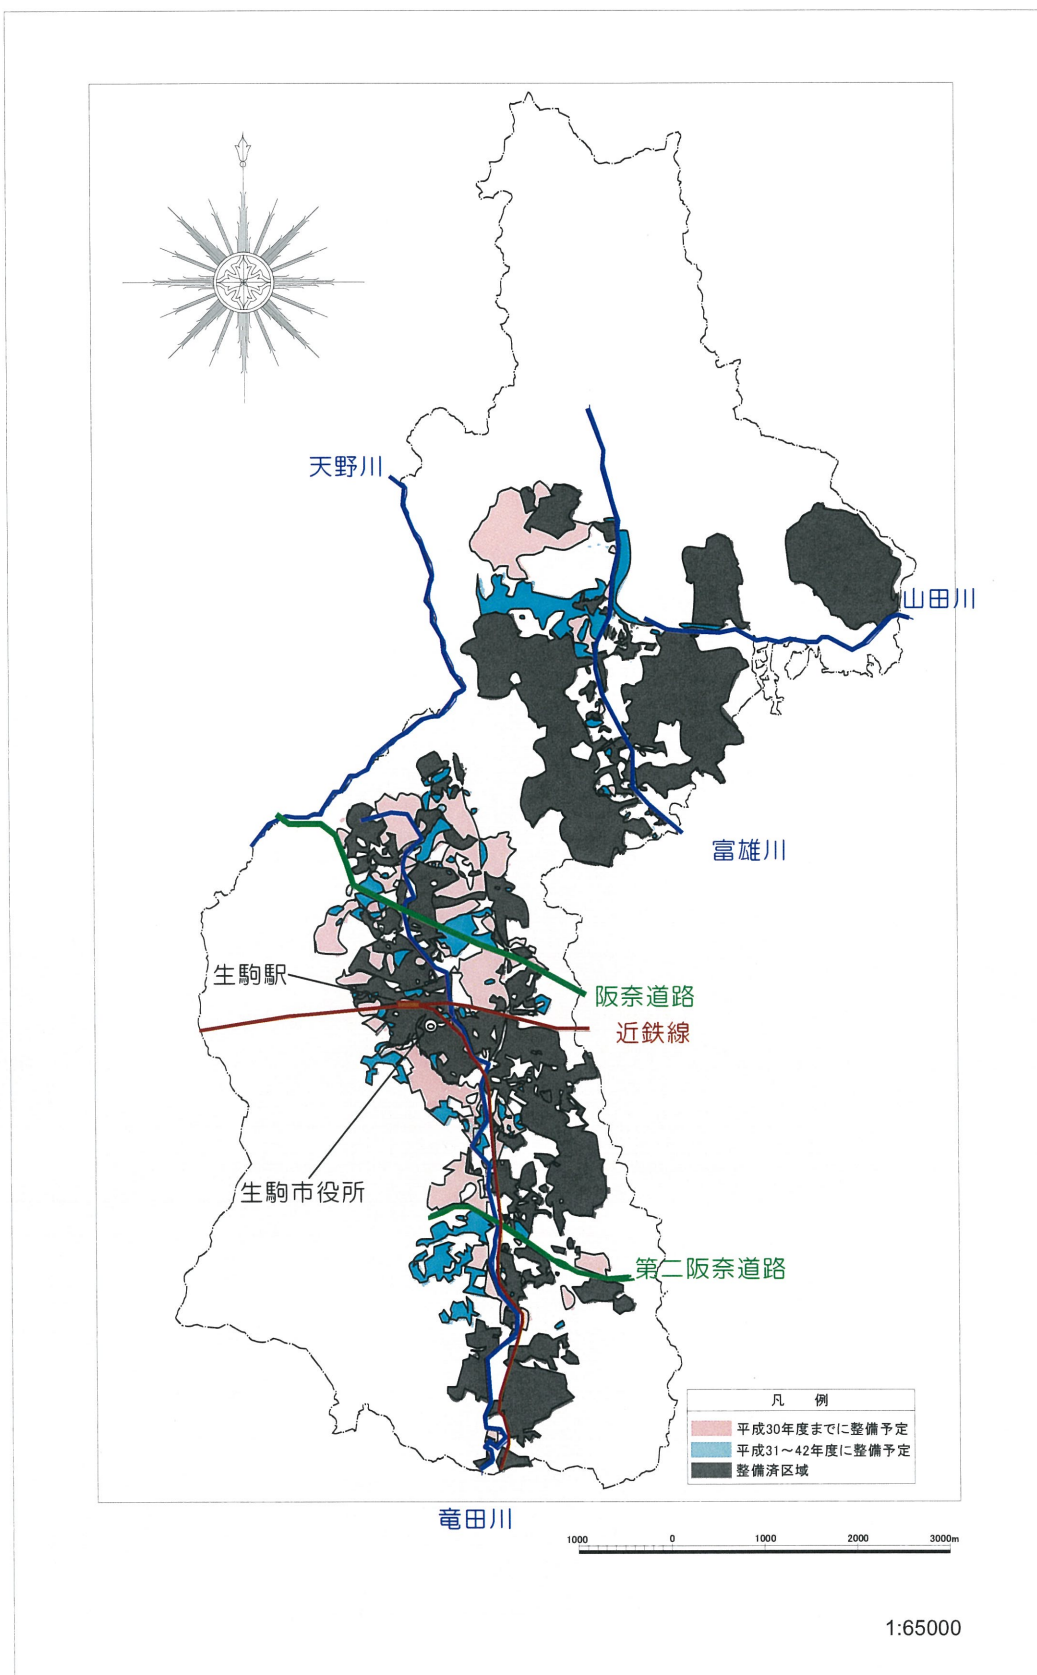 天野川
山田川
富雄川
生駒駅
阪奈道路
近鉄線
生駒市役所
第二阪奈道路
凡 例
平成30年度までに整備予定
平成31~42年度に整備予定
整備済区域
竜田川
1000 0 1000 2000 3000m
1:65000